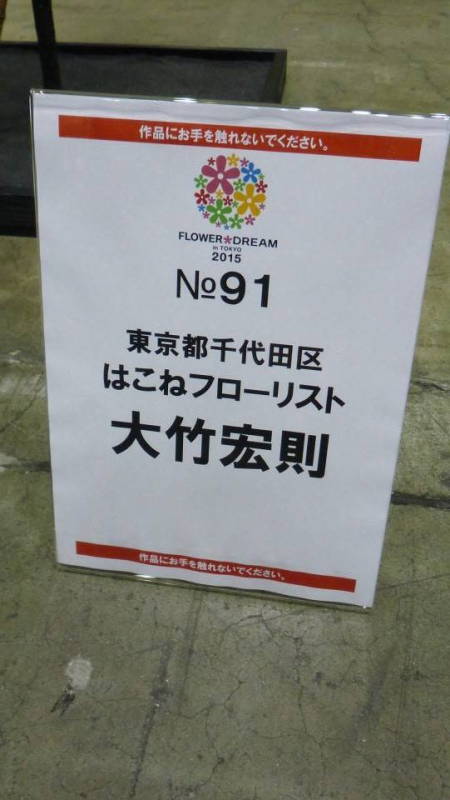 作品にお手を触れないでください。
FLOWER DREAM
in TOKYO
2015
№91
東京都千代田区
はこねフローリスト
大竹宏則
作品にお手を触れないでください。